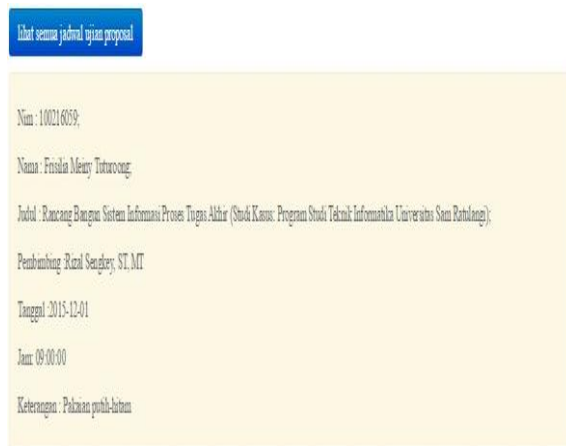 lihat semua jadwal ujian proposal
Nim : 100216059;
Nama : Frisilia Meiny Tuturoong;
Judul : Rancang Bangun Sistem Informasi Proses Tugas Akhir (Studi Kasus: Program Studi Teknik Informatika Universitas Sam Ratulangi);
Pembimbing :Rizal Sengkey, ST, MT
Tanggal :2015-12-01
Jam: 09:00:00
Keterangan : Pakaian putih-hitam